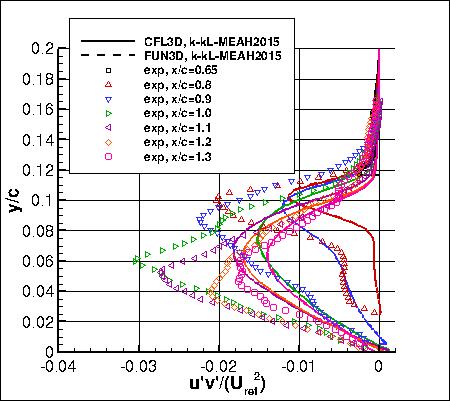 CFL3D, k-kL-MEAH2015
FUN3D, k-kL-MEAH2015
exp, x/c=0.65
exp, x/c=0.8
exp, x/c=0.9
exp, x/c=1.0
exp, x/c=1.1
exp, x/c=1.2
exp, x/c=1.3
0.2
0.18
0.16
0.14
0.12
0.1
0.08
0.06
0.04
0.02
0
y/c
-0.04 -0.03 -0.02 -0.01 0
u'v'/(U_ref^2)